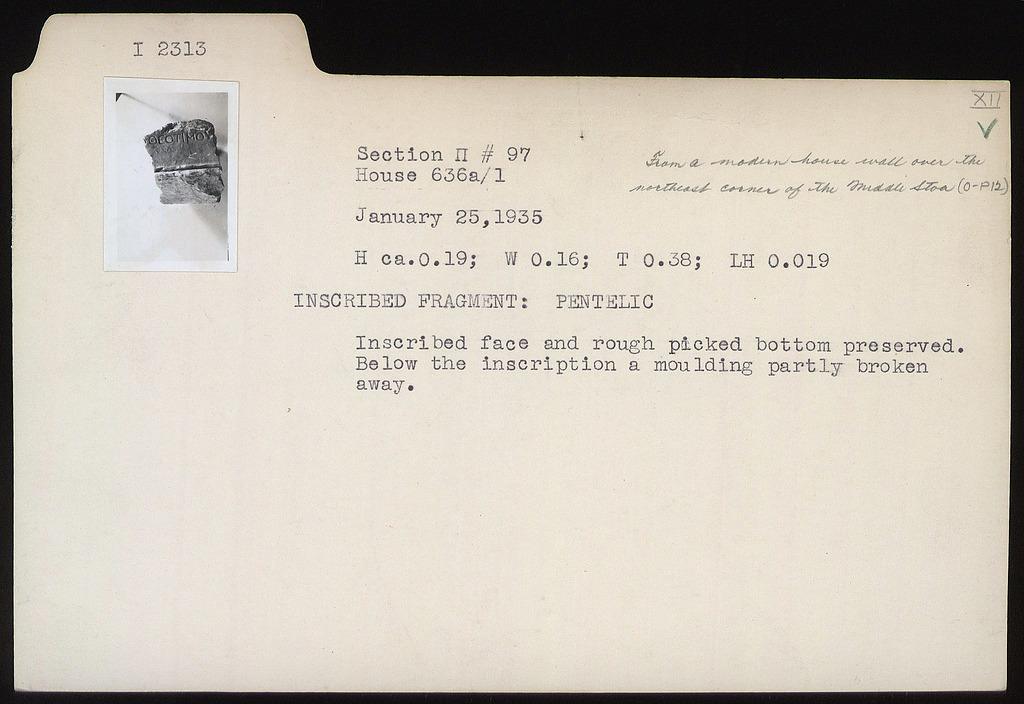 I 2313
XII
Section Π # 97
House 636a/1
From a modern house wall over the
northeast corner of the Middle Stoa (O-P12)
January 25,1935
H ca.0.19; W 0.16; T 0.38; LH 0.019
INSCRIBED FRAGMENT: PENTELIC
Inscribed face and rough picked bottom preserved.
Below the inscription a moulding partly broken
away.